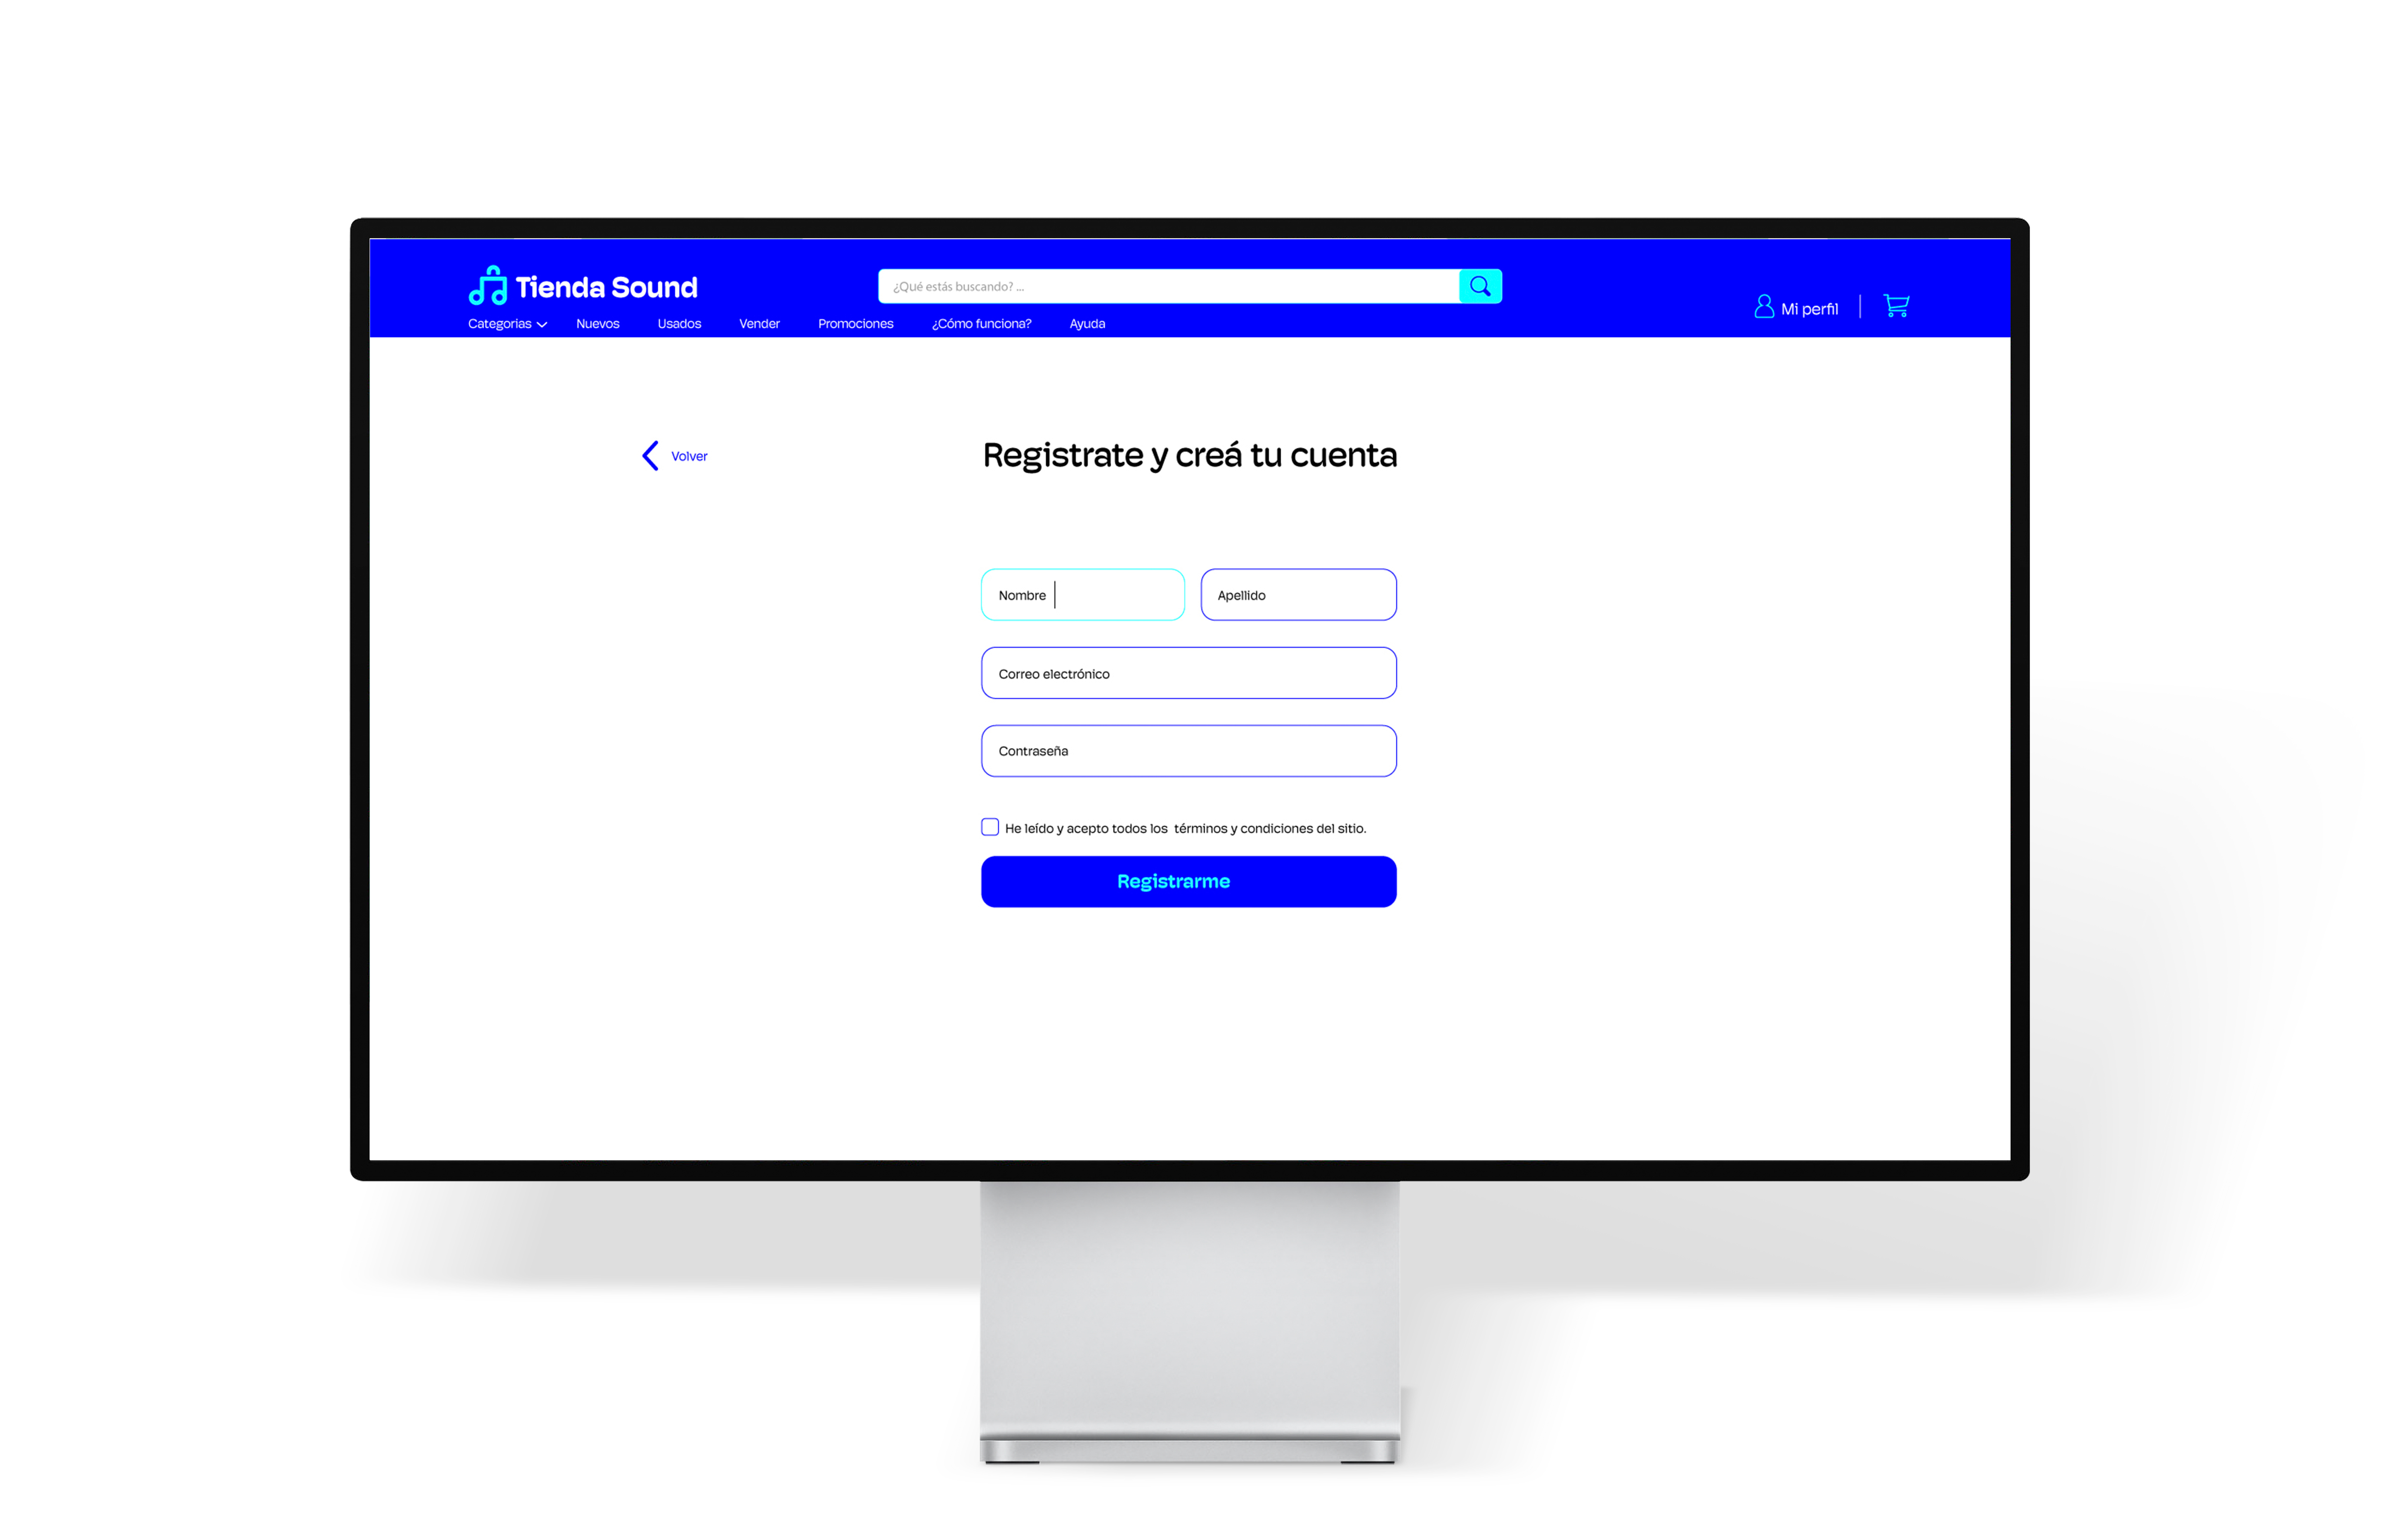 Tienda Sound
¿Qué estás buscando? ...
Mi perfil
Categorias Nuevos Usados Vender Promociones ¿Cómo funciona? Ayuda
Volver
Registrate y creá tu cuenta
Nombre Apellido
Correo electrónico
Contraseña
He leído y acepto todos los términos y condiciones del sitio.
Registrarme